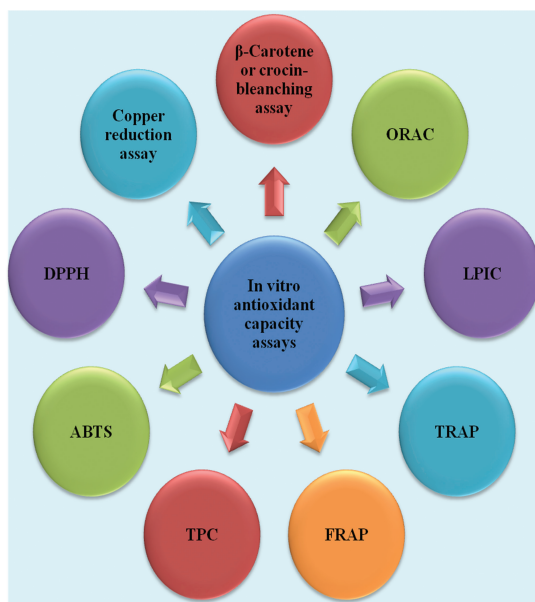 β-Carotene
or crocin-
bleanching
assay
ORAC
LPIC
TRAP
FRAP
TPC
ABTS
DPPH
Copper
reduction
assay
In vitro
antioxidant
capacity
assays